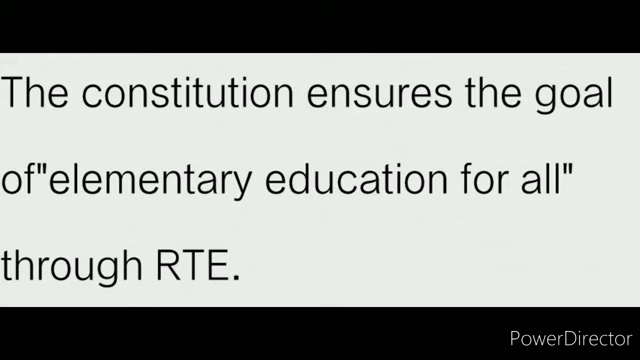 The constitution ensures the goal
of"elementary education for all"
through RTE.
PowerDirector